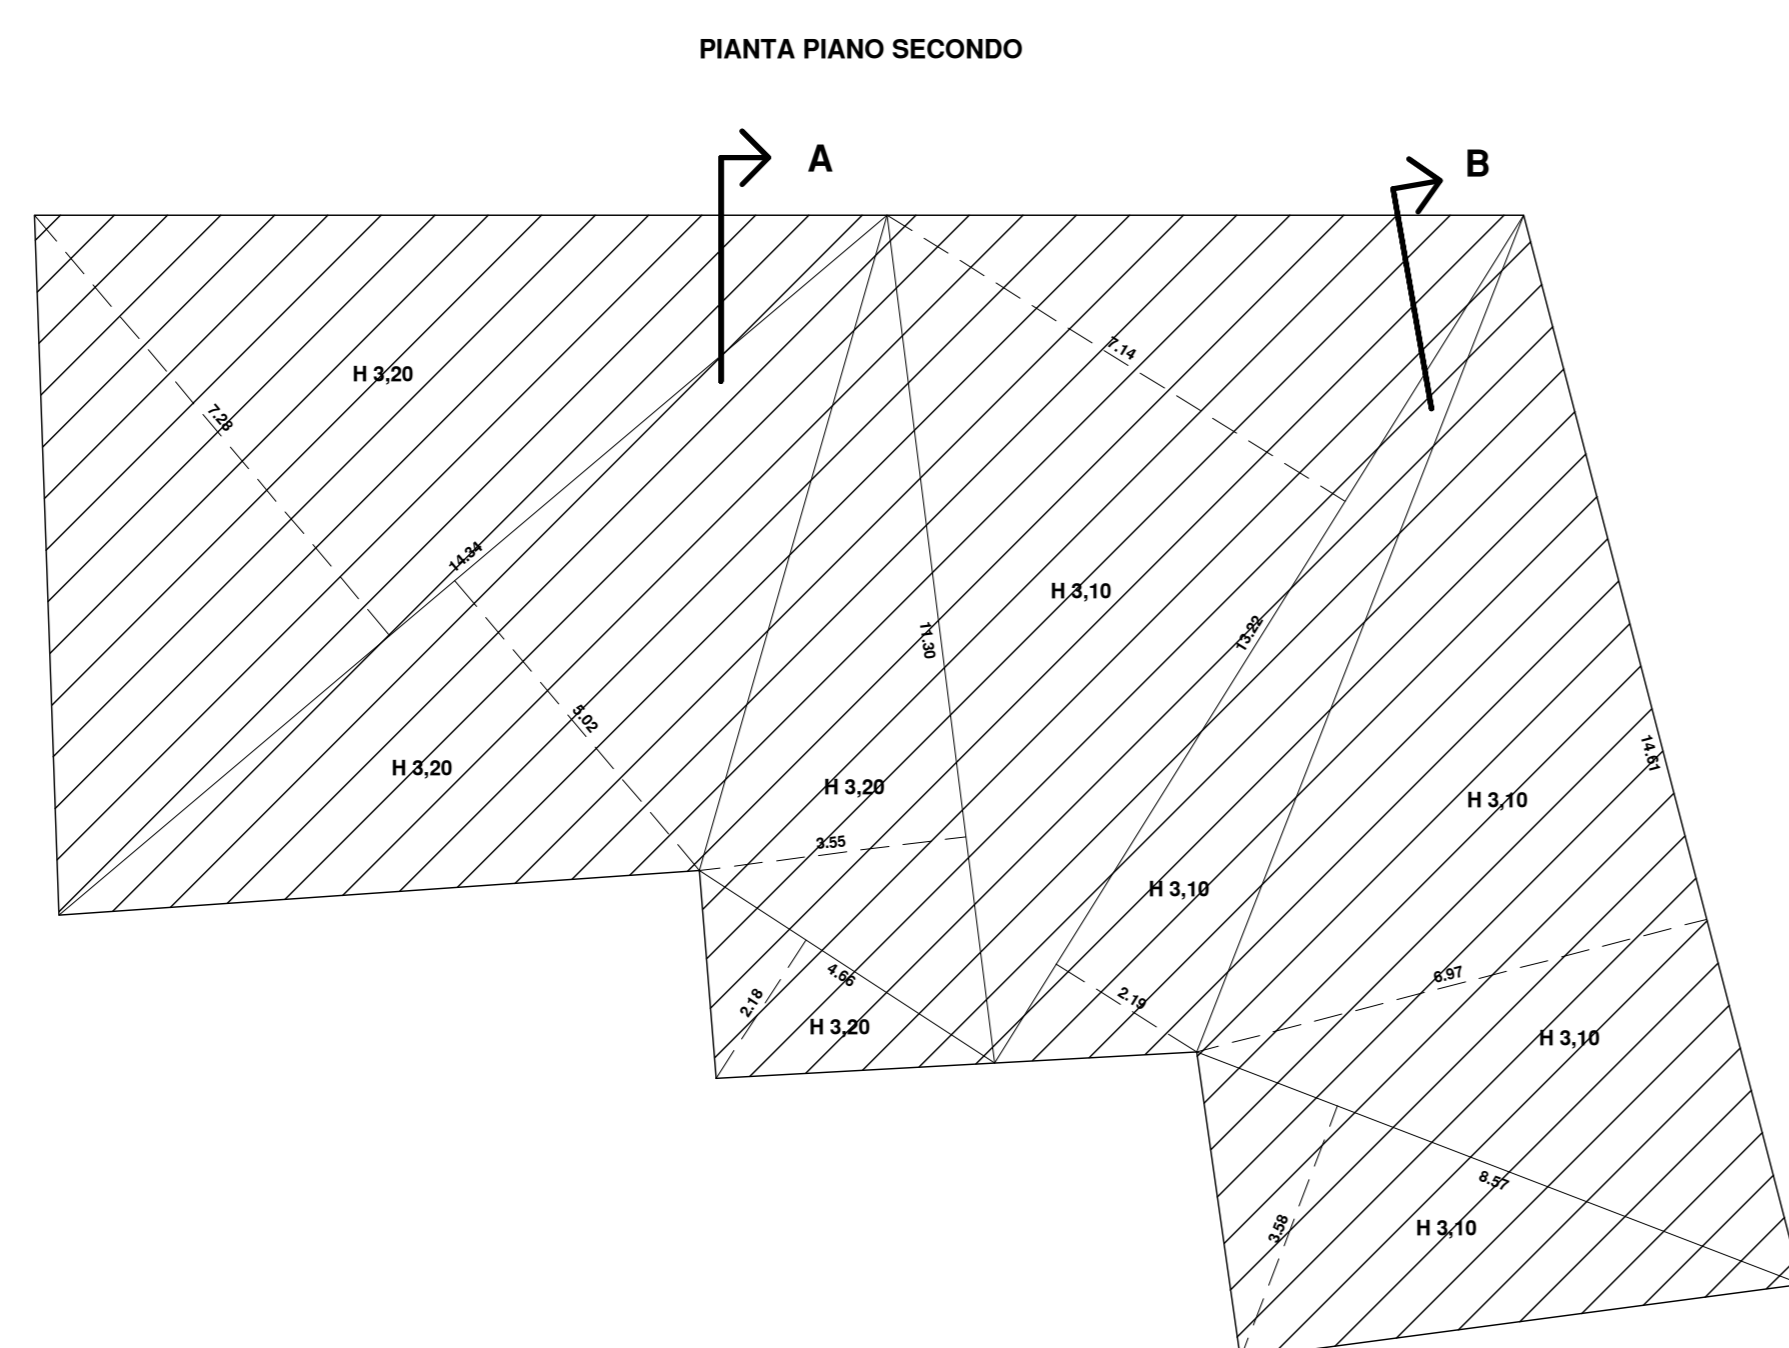 PIANTA PIANO SECONDO
A
B
7.14
H 3,20
7.28
14.34
H 3,10
13.22
11.30
5.02
14.61
H 3,20
H 3,20
H 3,10
3.55
H 3,10
4.66
6.97
2.18
2.19
H 3,20
H 3,10
8.57
3.58
H 3,10